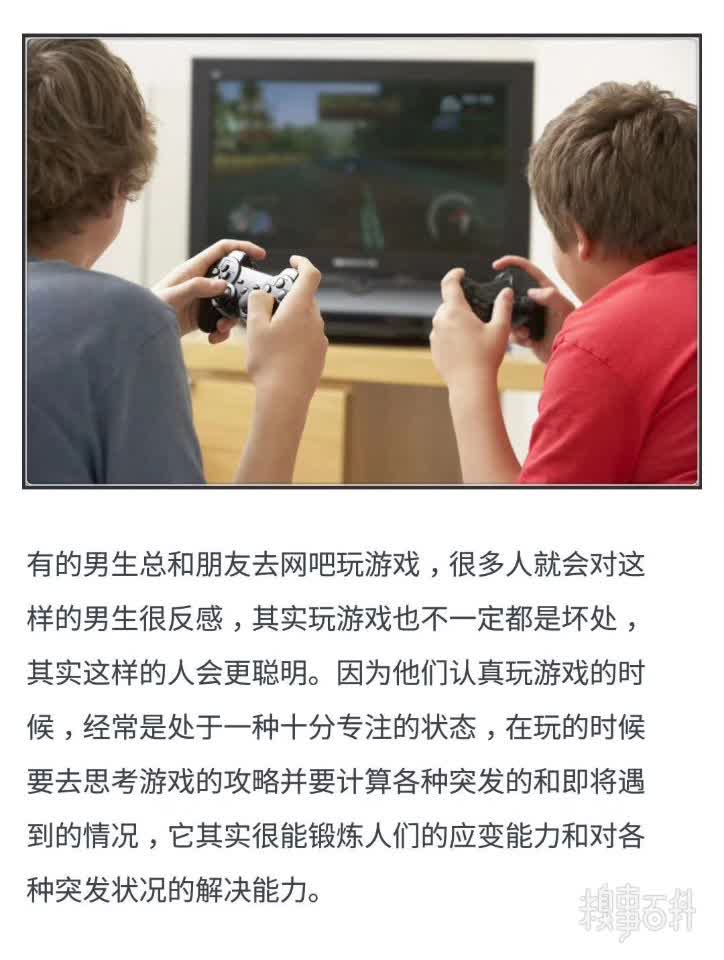 有的男生总和朋友去网吧玩游戏，很多人就会对这
样的男生很反感，其实玩游戏也不一定都是坏处，
其实这样的人会更聪明。因为他们认真玩游戏的时
候，经常是处于一种十分专注的状态，在玩的时候
要去思考游戏的攻略并要计算各种突发的和即将遇
到的情况，它其实很能锻炼人们的应变能力和对各
种突发状况的解决能力。
糗事百科